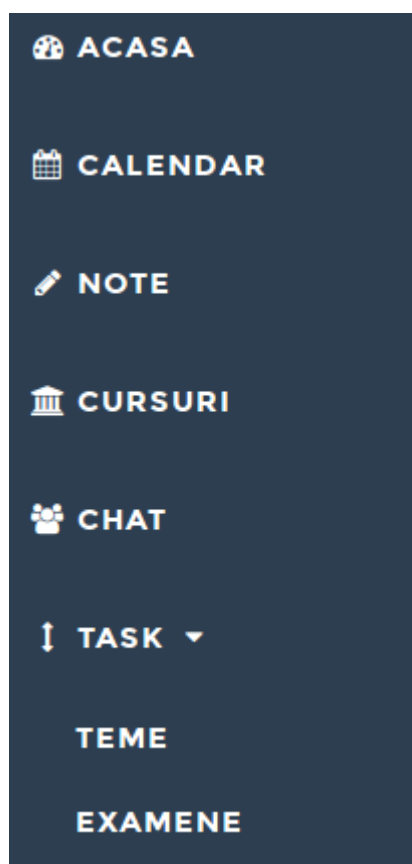 ACASA
CALENDAR
NOTE
CURSURI
CHAT
TASK
TEME
EXAMENE